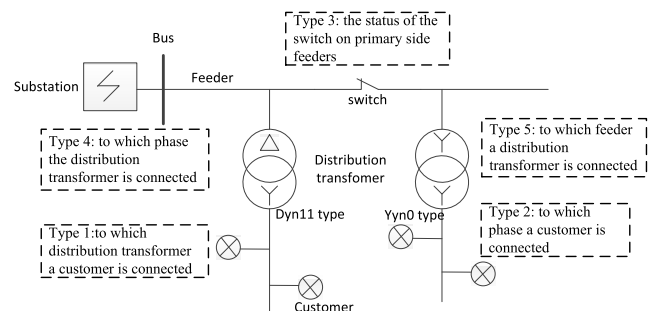 Type 3: the status of the
switch on primary side
feeders
Bus
Substation
Feeder
switch
Type 4: to which phase
the distribution
transformer is connected
Distribution
transfomer
Type 5: to which feeder
a distribution
transformer is connected
Dyn11 type
Yyn0 type
Type 1:to which
distribution transformer
a customer is connected
Type 2: to which
phase a customer is
connected
Customer